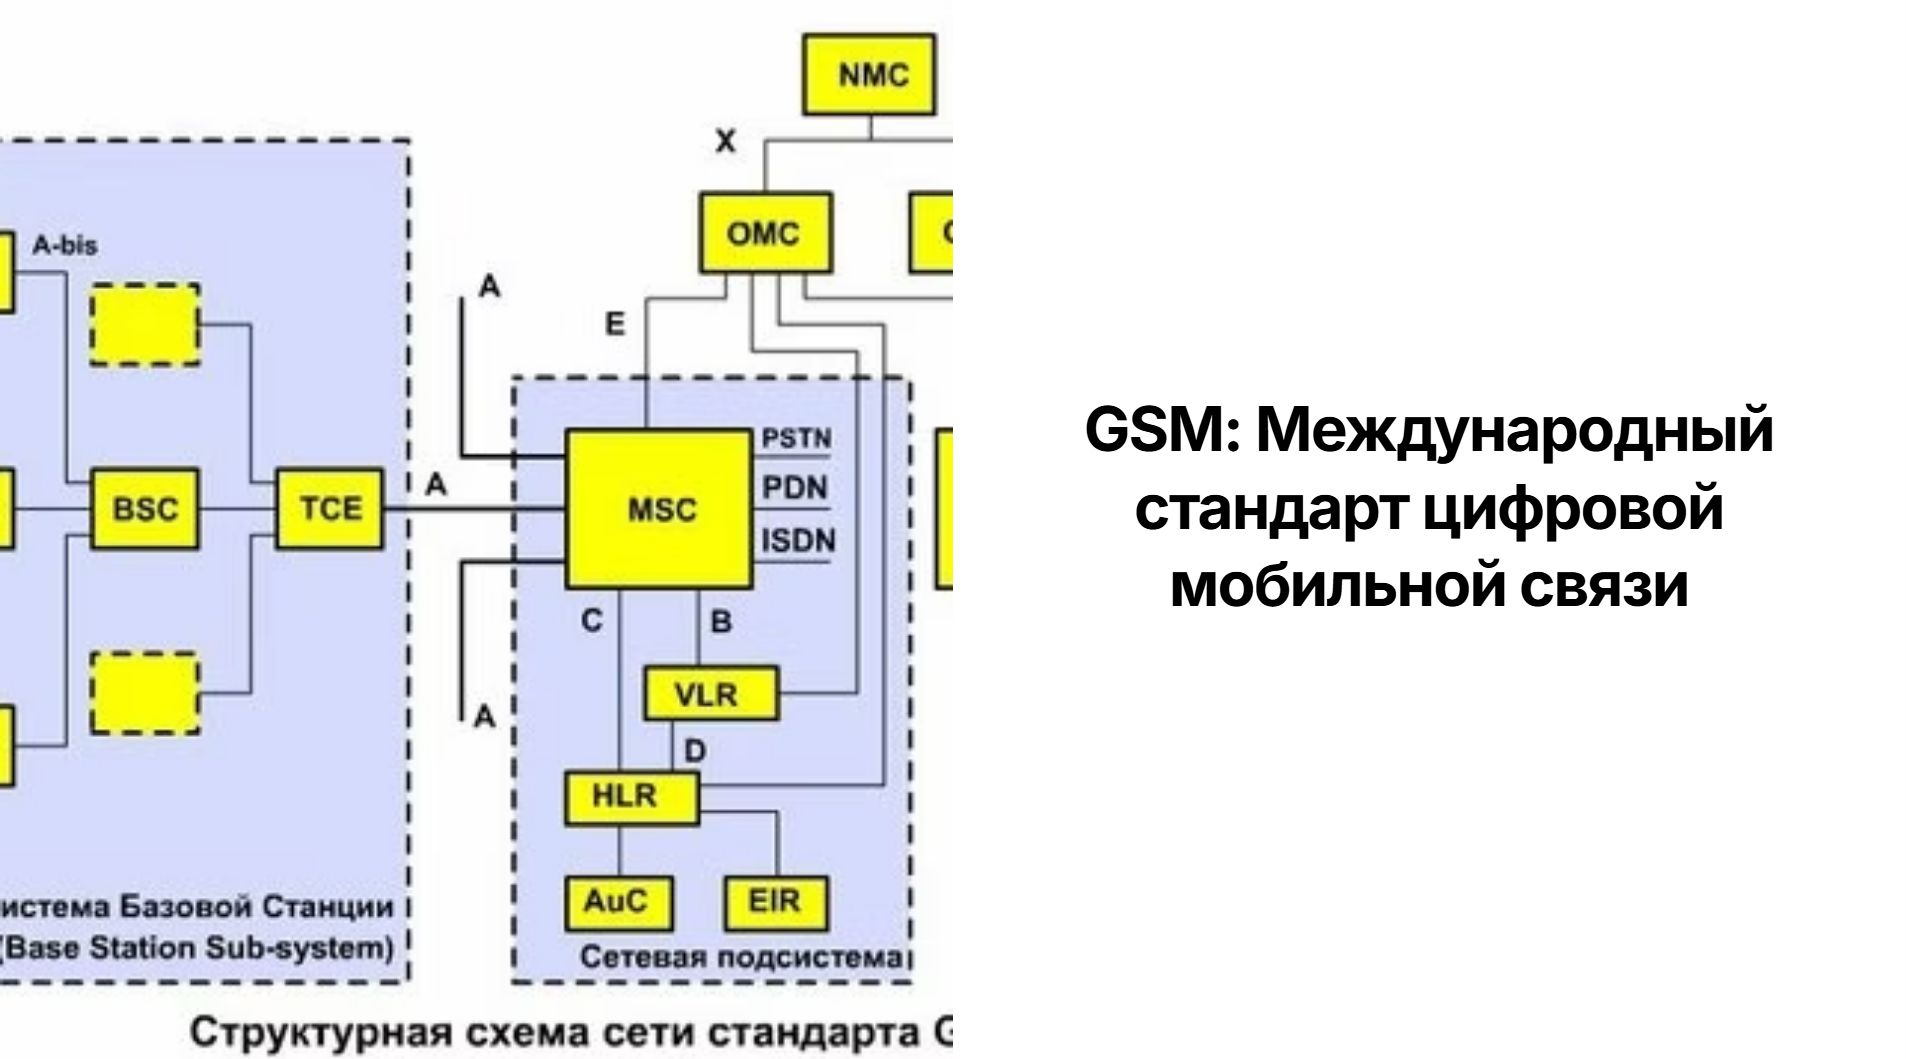 NMC
X
OMC
A-bis
A
E
PSTN
BSC
TCE
A
MSC
PDN
ISDN
C
B
VLR
A
D
HLR
AuC
EIR
(Base Station Sub-system)
Базовой Станции
Сетевая подсистема
Структурная схема сети стандарта
GSM: Международный
стандарт цифровой
мобильной связи